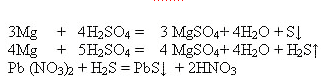 3Mg + 4H₂SO₄ = 3 MgSO₄+ 4H₂O + S↓
4Mg + 5H₂SO₄ = 4 MgSO₄+ 4H₂O + H₂S↑
Pb (NO₃)₂ + H₂S = PbS↓ + 2HNO₃